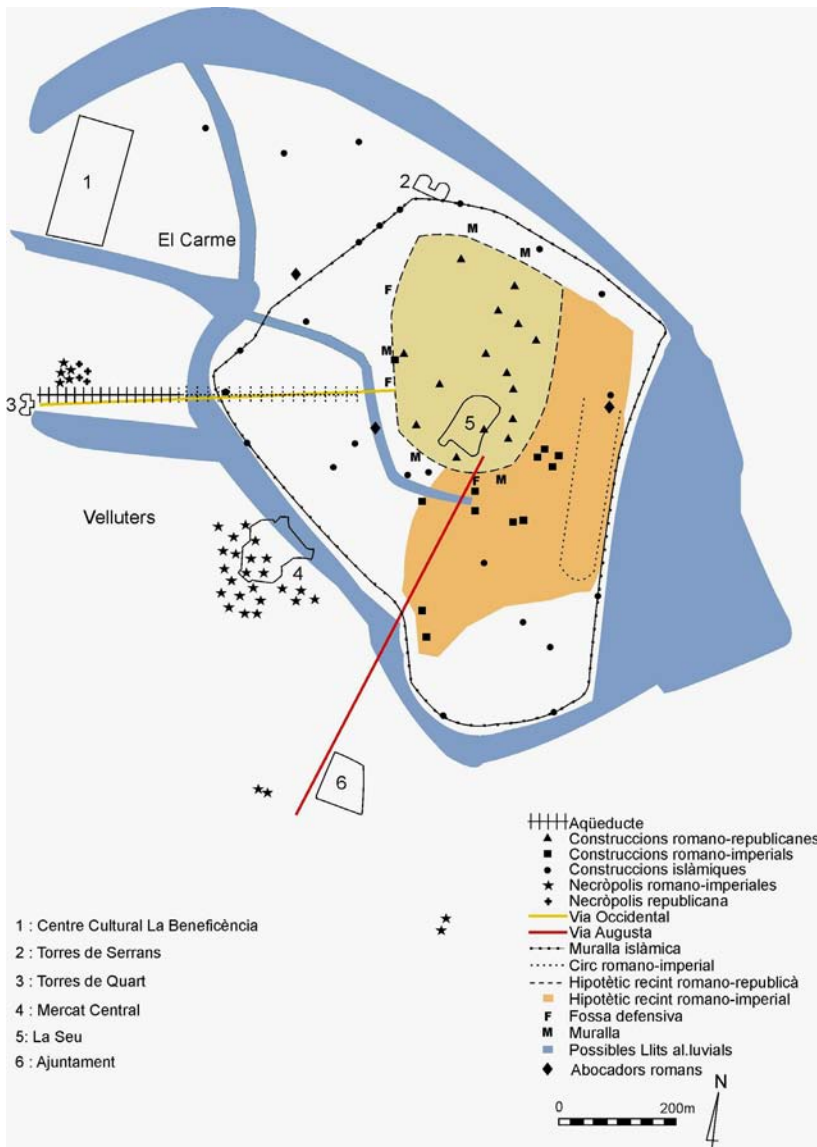 1
2
El Carme
M
M
F
M
F
3
5
M
F
M
Velluters
4
6
Aqüeducte
Construccions romano-republicanes
Construccions romano-imperials
Construccions islàmiques
Necròpolis romano-imperiales
Necròpolis republicana
Via Occidental
Via Augusta
Muralla islàmica
Circ romano-imperial
Hipotètic recint romano-republicà
Hipotètic recint romano-imperial
F Fossa defensiva
M Muralla
Possibles Llits al.luvials
Abocadors romans
1 : Centre Cultural La Beneficència
2 : Torres de Serrans
3 : Torres de Quart
4 : Mercat Central
5: La Seu
6 : Ajuntament
N
0 200m